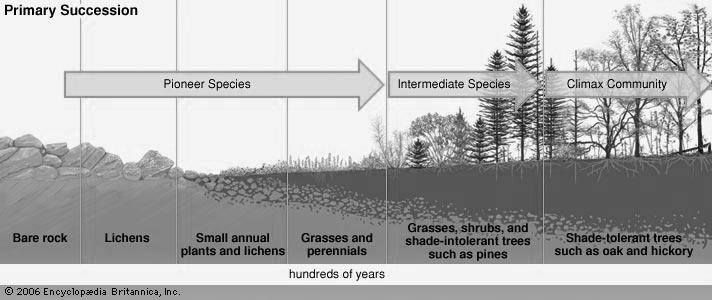 Primary Succession
Pioneer Species
Intermediate Species
Climax Community
Bare rock
Lichens
Small annual
plants and lichens
Grasses and
perennials
Grasses, shrubs, and
shade-intolerant trees
such as pines
Shade-tolerant trees
such as oak and hickory
hundreds of years
© 2006 Encyclopædia Britannica, Inc.